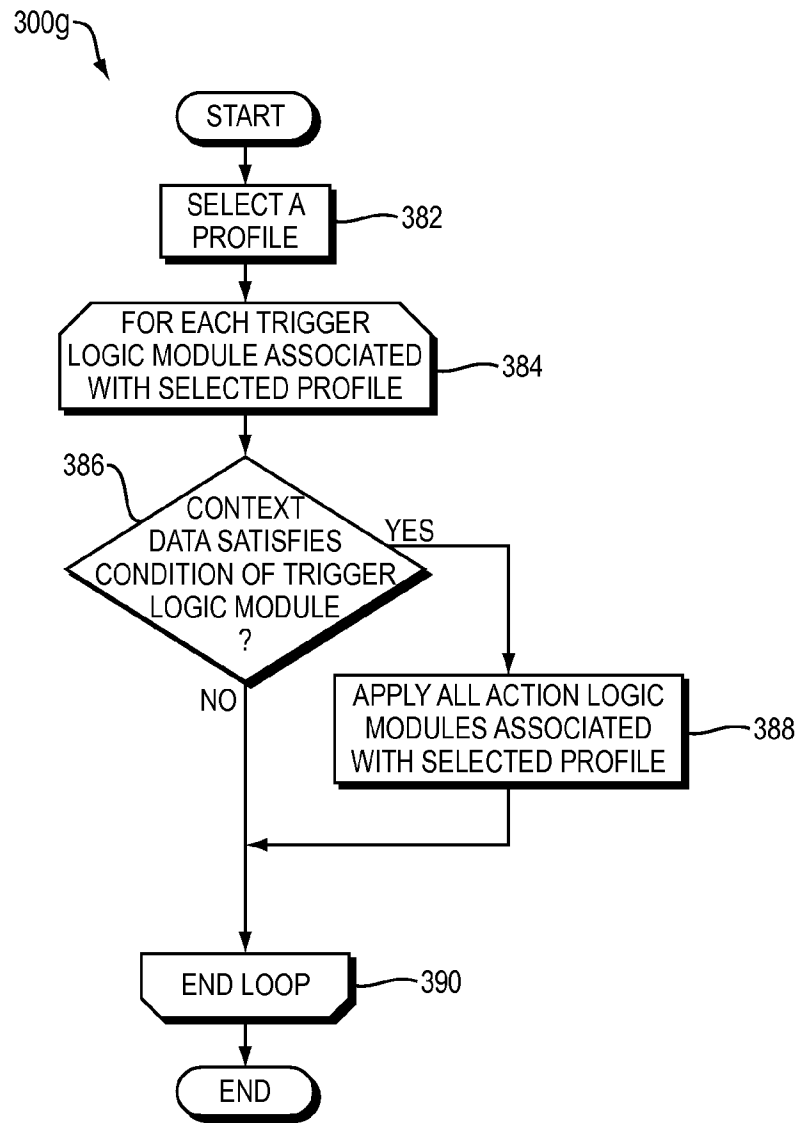 300g
START
SELECT A
PROFILE
382
FOR EACH TRIGGER
LOGIC MODULE ASSOCIATED
WITH SELECTED PROFILE
384
386
CONTEXT
DATA SATISFIES
CONDITION OF TRIGGER
LOGIC MODULE
?
YES
NO
APPLY ALL ACTION LOGIC
MODULES ASSOCIATED
WITH SELECTED PROFILE
388
END LOOP
390
END